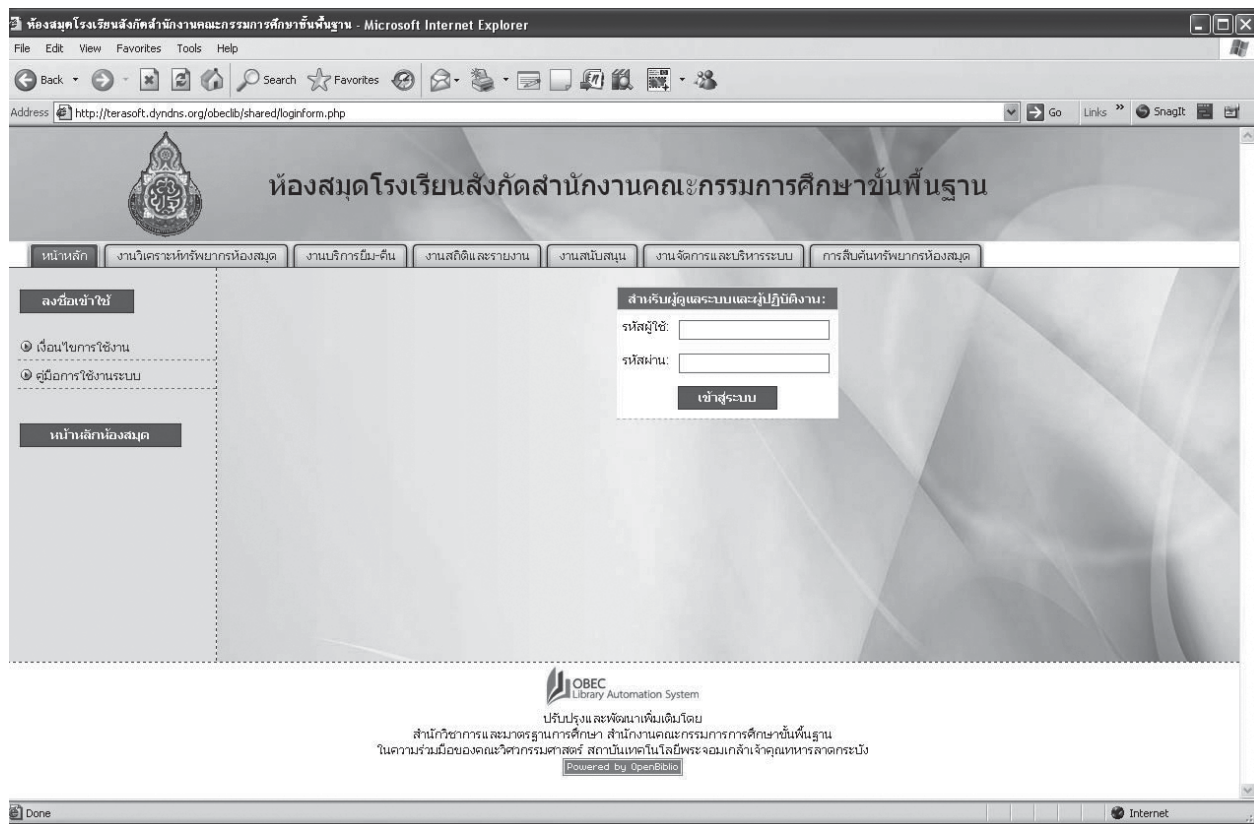 ห้องสมุดโรงเรียนสังกัดสำนักงานคณะกรรมการศึกษาขั้นพื้นฐาน - Microsoft Internet Explorer
File Edit View Favorites Tools Help
Back Search Favorites
Address http://terasoft.dyndns.org/obeclib/shared/loginform.php Go Links » SnagIt
ห้องสมุดโรงเรียนสังกัดสำนักงานคณะกรรมการศึกษาขั้นพื้นฐาน
หน้าหลัก งานวิเคราะห์ทรัพยากรห้องสมุด งานบริการยืม-คืน งานสถิติและรายงาน งานสนับสนุน งานจัดการและบริหารระบบ การสืบค้นทรัพยากรห้องสมุด
ลงชื่อเข้าใช้
เงื่อนไขการใช้งาน
คู่มือการใช้งานระบบ
หน้าหลักห้องสมุด
สำหรับผู้ดูแลระบบและผู้ปฏิบัติงาน:
รหัสผู้ใช้:
รหัสผ่าน:
เข้าสู่ระบบ
OBEC
Library Automation System
ปรับปรุงและพัฒนาเพิ่มเติมโดย
สำนักวิชาการและมาตรฐานการศึกษา สำนักงานคณะกรรมการการศึกษาขั้นพื้นฐาน
ในความร่วมมือของคณะวิศวกรรมศาสตร์ สถาบันเทคโนโลยีพระจอมเกล้าเจ้าคุณทหารลาดกระบัง
Powered by OpenBiblio
Done Internet